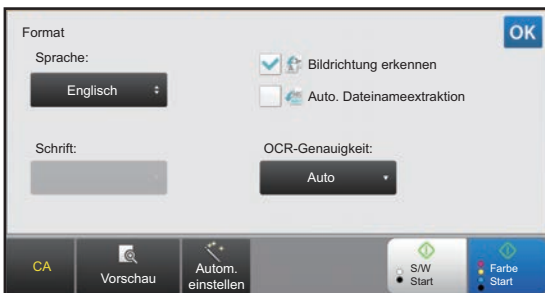 Format
OK
Sprache:
Bildrichtung erkennen
Englisch
Auto. Dateinameextraktion
Schrift:
OCR-Genauigkeit:
Auto
CA
Vorschau
Autom.
einstellen
S/W
Start
Farbe
Start